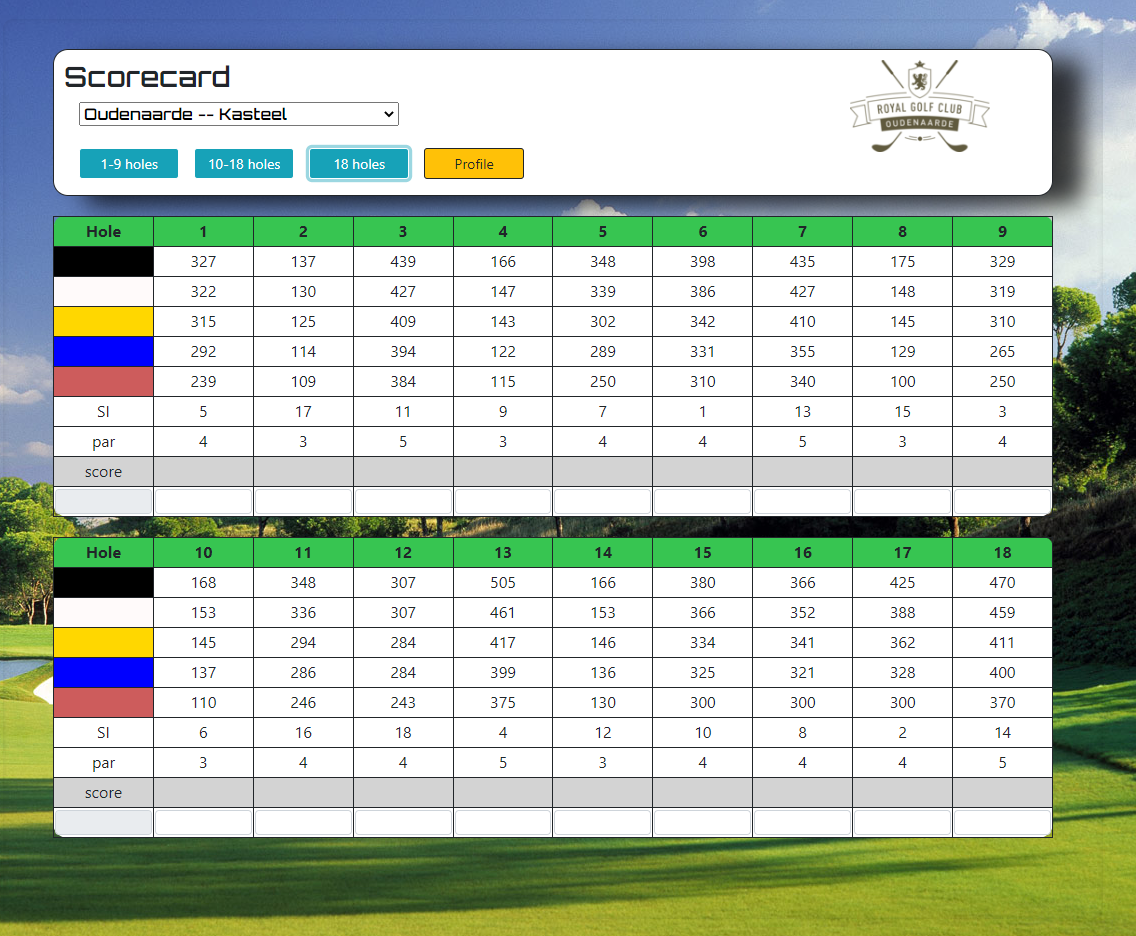 Scorecard
Oudenaarde -- Kasteel
ROYAL GOLF CLUB
OUDENAARDE
1-9 holes 10-18 holes 18 holes Profile
Hole 1 2 3 4 5 6 7 8 9
327 137 439 166 348 398 435 175 329
322 130 427 147 339 386 427 148 319
315 125 409 143 302 342 410 145 310
292 114 394 122 289 331 355 129 265
239 109 384 115 250 310 340 100 250
SI 5 17 11 9 7 1 13 15 3
par 4 3 5 3 4 4 5 3 4
score
Hole 10 11 12 13 14 15 16 17 18
168 348 307 505 166 380 366 425 470
153 336 307 461 153 366 352 388 459
145 294 284 417 146 334 341 362 411
137 286 284 399 136 325 321 328 400
110 246 243 375 130 300 300 300 370
SI 6 16 18 4 12 10 8 2 14
par 3 4 4 5 3 4 4 4 5
score